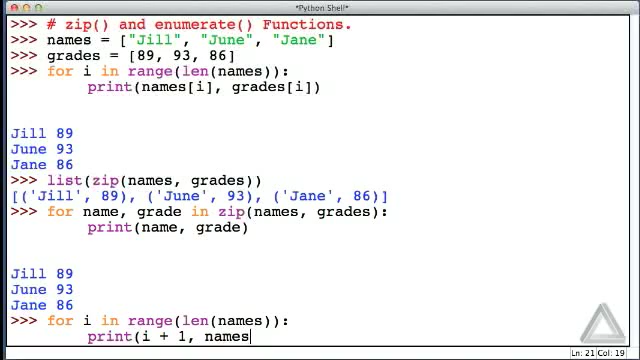 *Python Shell*
>>> # zip() and enumerate() Functions.
>>> names = ["Jill", "June", "Jane"]
>>> grades = [89, 93, 86]
>>> for i in range(len(names)):
        print(names[i], grades[i])
Jill 89
June 93
Jane 86
>>> list(zip(names, grades))
[('Jill', 89), ('June', 93), ('Jane', 86)]
>>> for name, grade in zip(names, grades):
        print(name, grade)
Jill 89
June 93
Jane 86
>>> for i in range(len(names)):
        print(i + 1, names
Ln: 21 Col: 19